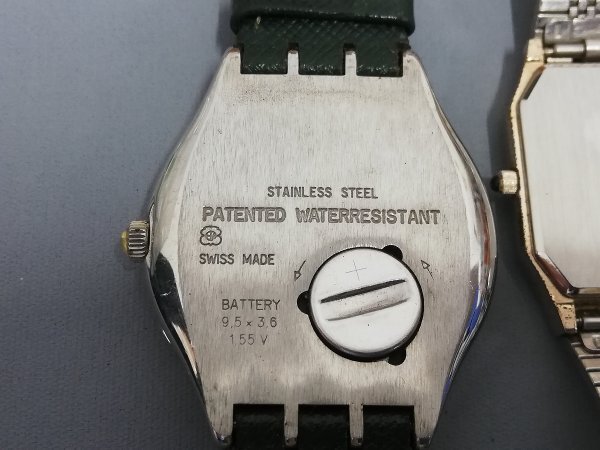 STAINLESS STEEL
PATENTED WATERRESISTANT
SWISS MADE
BATTERY
9,5 x 3,6
1.55 V
+